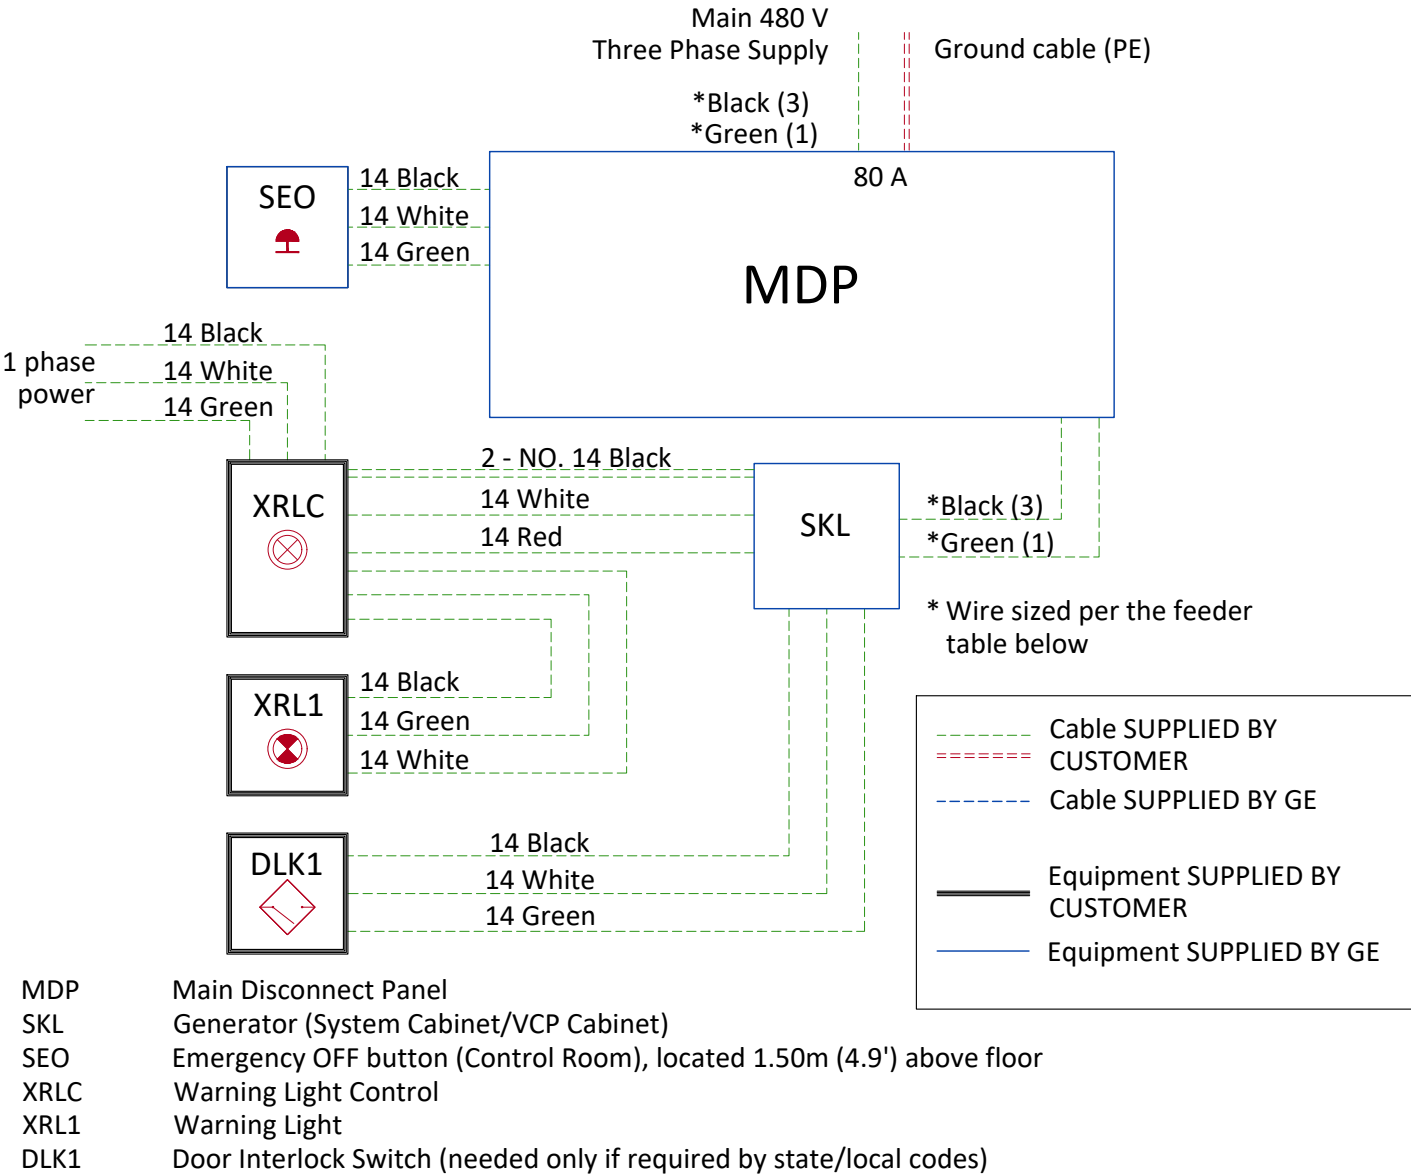 Main 480 V
Three Phase Supply
Ground cable (PE)
*Black (3)
*Green (1)
80 A
MDP
SEO
14 Black
14 White
14 Green
1 phase
power
14 Black
14 White
14 Green
XRLC
2 - NO. 14 Black
14 White
14 Red
SKL
*Black (3)
*Green (1)
* Wire sized per the feeder
table below
XRL1
14 Black
14 Green
14 White
DLK1
14 Black
14 White
14 Green
Cable SUPPLIED BY
CUSTOMER
Cable SUPPLIED BY GE
Equipment SUPPLIED BY
CUSTOMER
Equipment SUPPLIED BY GE
MDP Main Disconnect Panel
SKL Generator (System Cabinet/VCP Cabinet)
SEO Emergency OFF button (Control Room), located 1.50m (4.9') above floor
XRLC Warning Light Control
XRL1 Warning Light
DLK1 Door Interlock Switch (needed only if required by state/local codes)